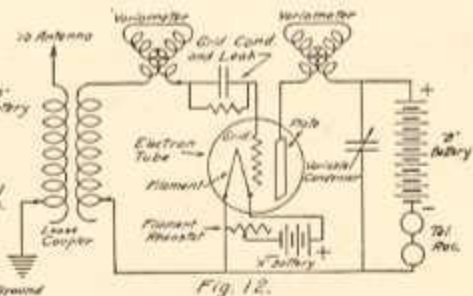 Variometer
Variometer
To Antenna
Grid Cond.
and Leak
Grid
Plate
Electron
Tube
Filament
Variable
Condenser
+
"B"
Battery
-
Tel.
Rec.
Loose
Coupler
Filament
Rheostat
+
"A" Battery
Ground
Fig. 12.